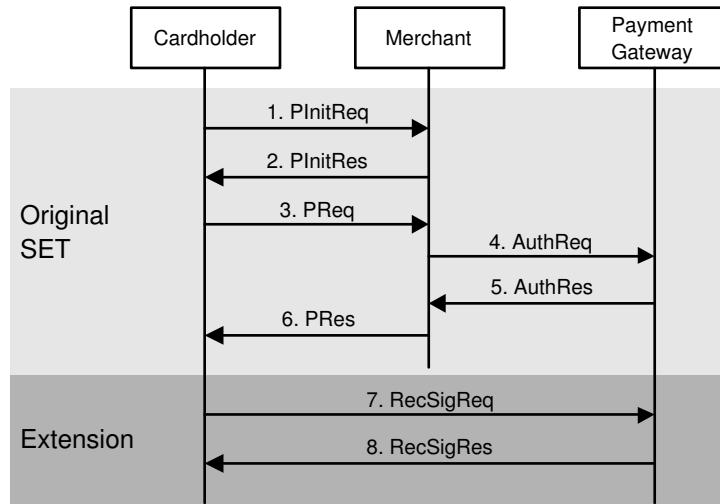 Cardholder
Merchant
Payment
Gateway
1. PInitReq
2. PInitRes
Original
SET
3. PReq
4. AuthReq
5. AuthRes
6. PRes
7. RecSigReq
Extension
8. RecSigRes